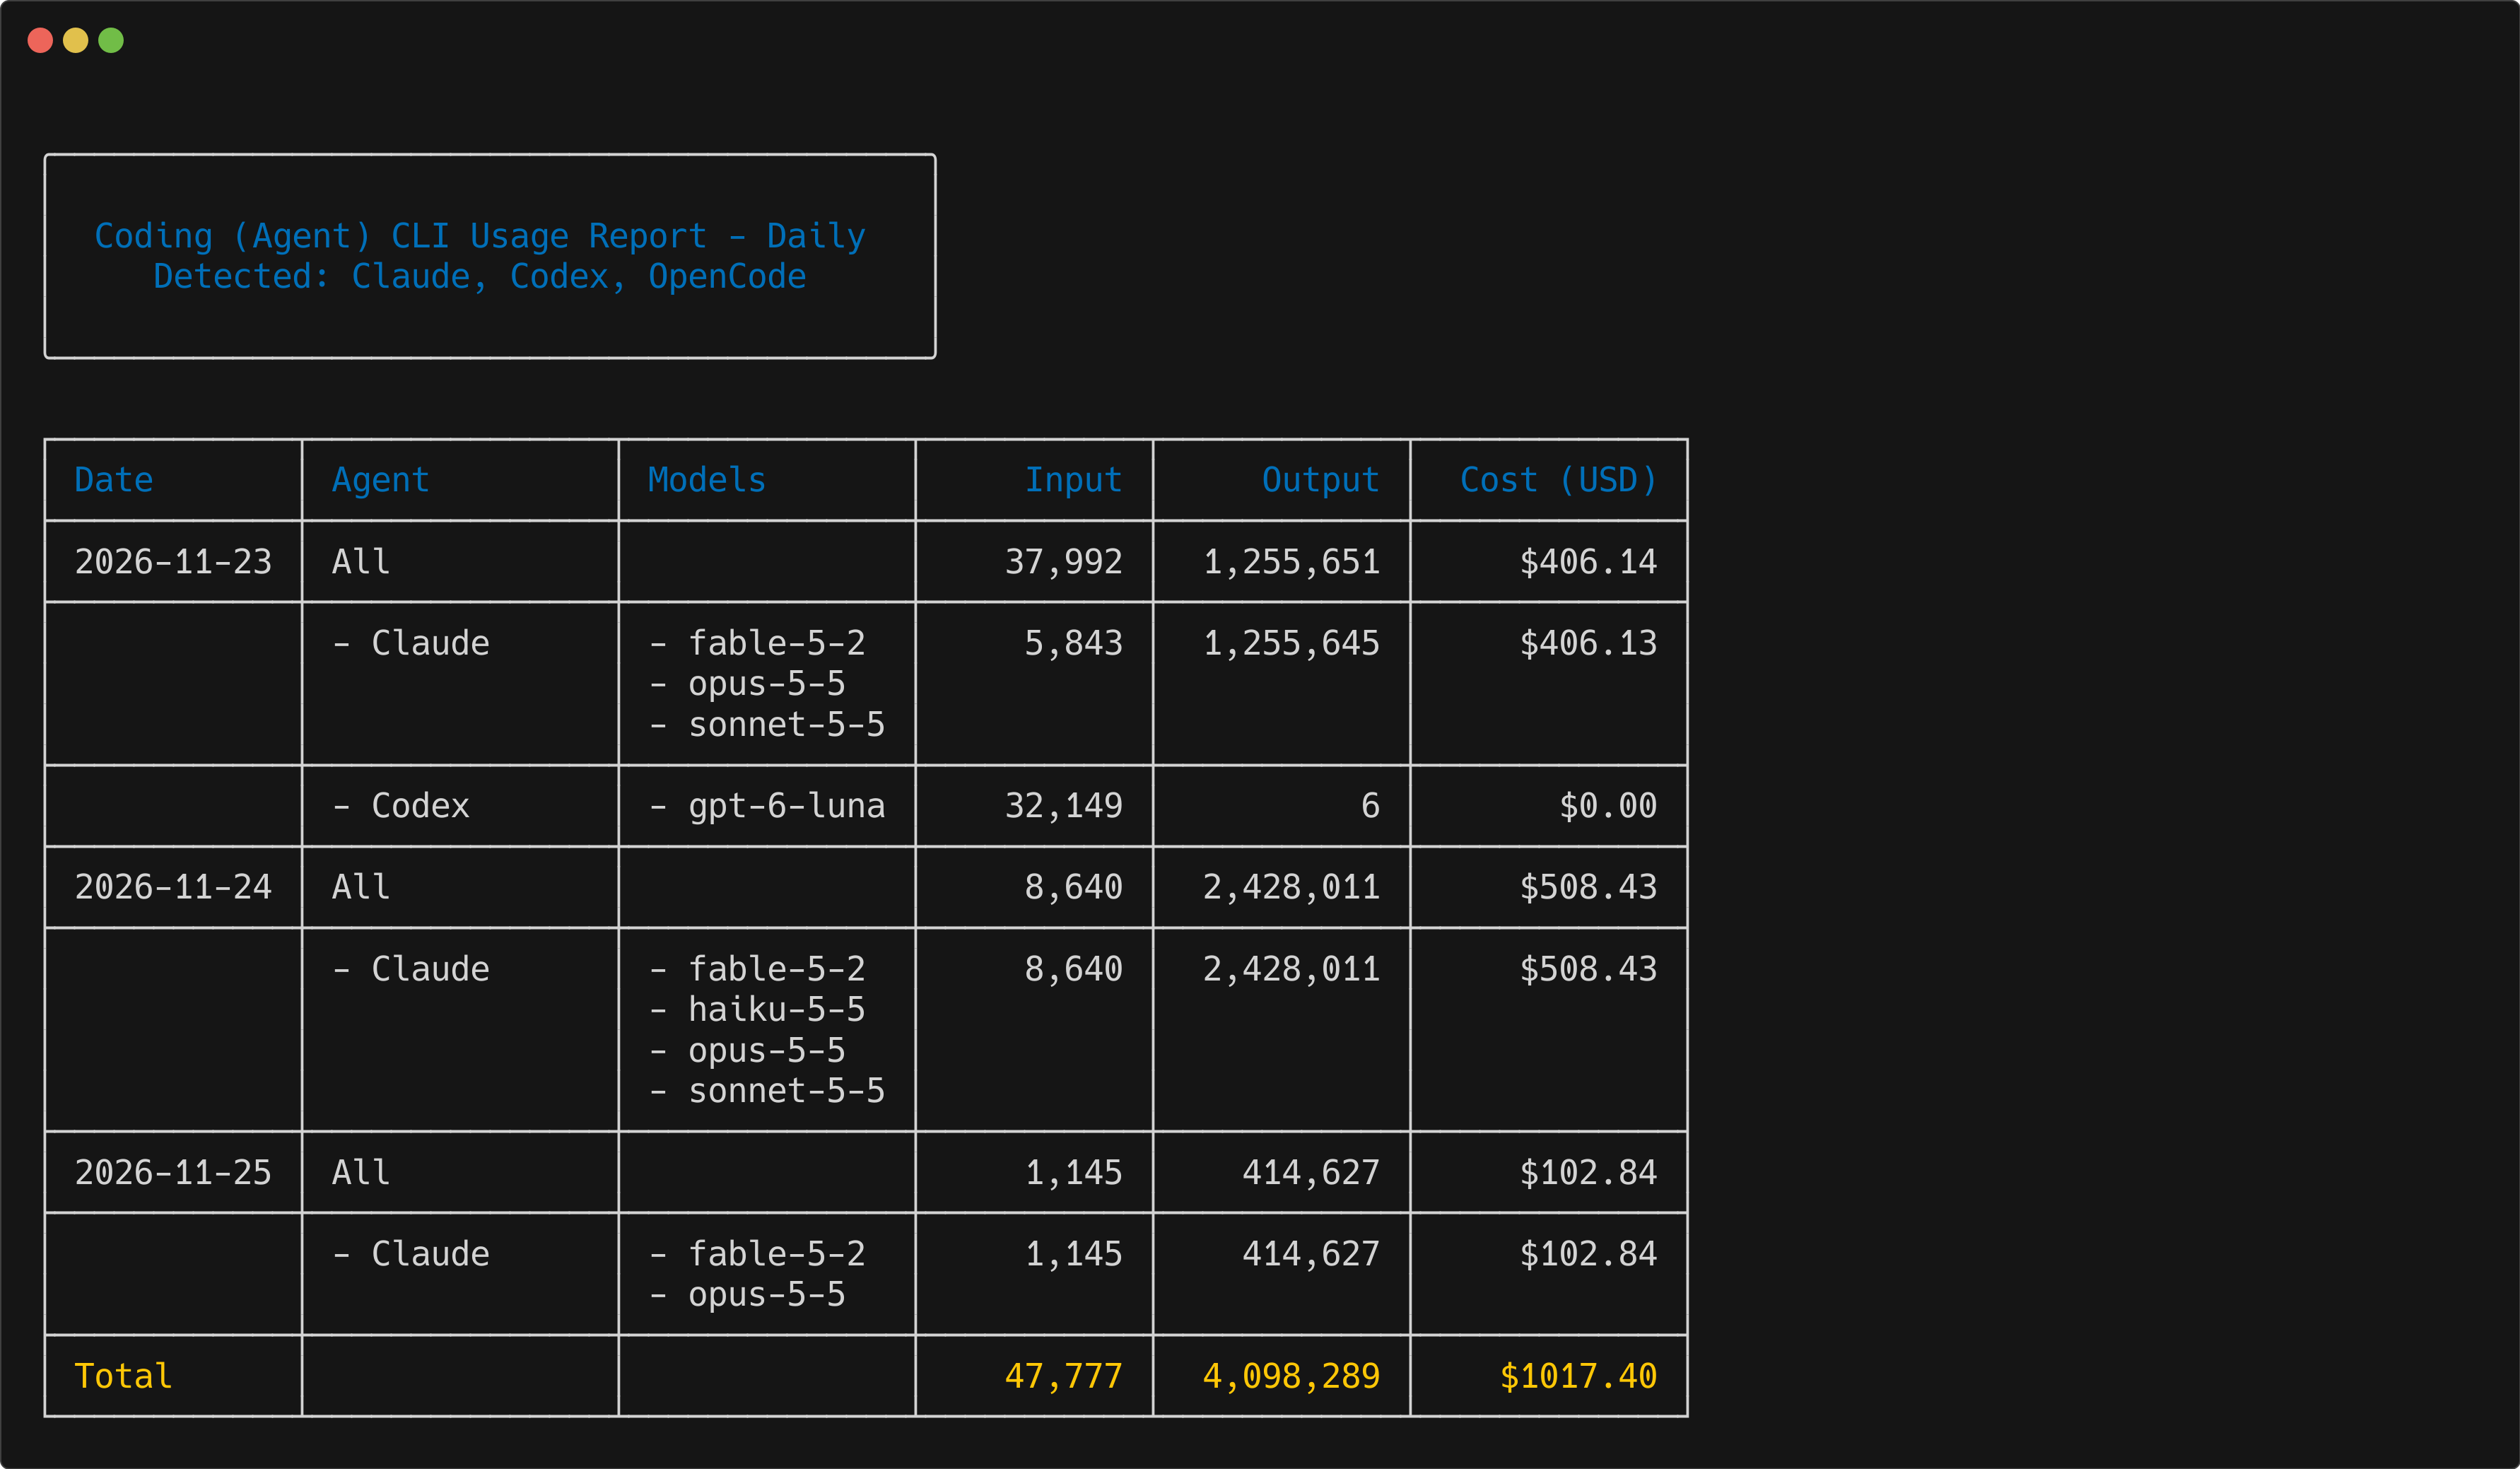 Coding (Agent) CLI Usage Report - Daily
Detected: Claude, Codex, OpenCode
Date Agent Models Input Output Cost (USD)
2026-11-23 All 37,992 1,255,651 $406.14
- Claude - fable-5-2 5,843 1,255,645 $406.13
- opus-5-5
- sonnet-5-5
- Codex - gpt-6-luna 32,149 6 $0.00
2026-11-24 All 8,640 2,428,011 $508.43
- Claude - fable-5-2 8,640 2,428,011 $508.43
- haiku-5-5
- opus-5-5
- sonnet-5-5
2026-11-25 All 1,145 414,627 $102.84
- Claude - fable-5-2 1,145 414,627 $102.84
- opus-5-5
Total 47,777 4,098,289 $1017.40